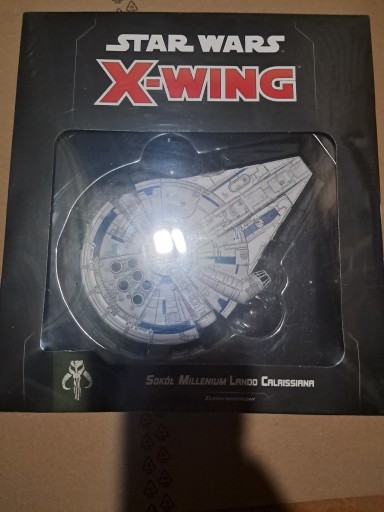 STAR WARS
X-WING
SOKÓŁ MILLENIUM LANDO CALRISSIANA